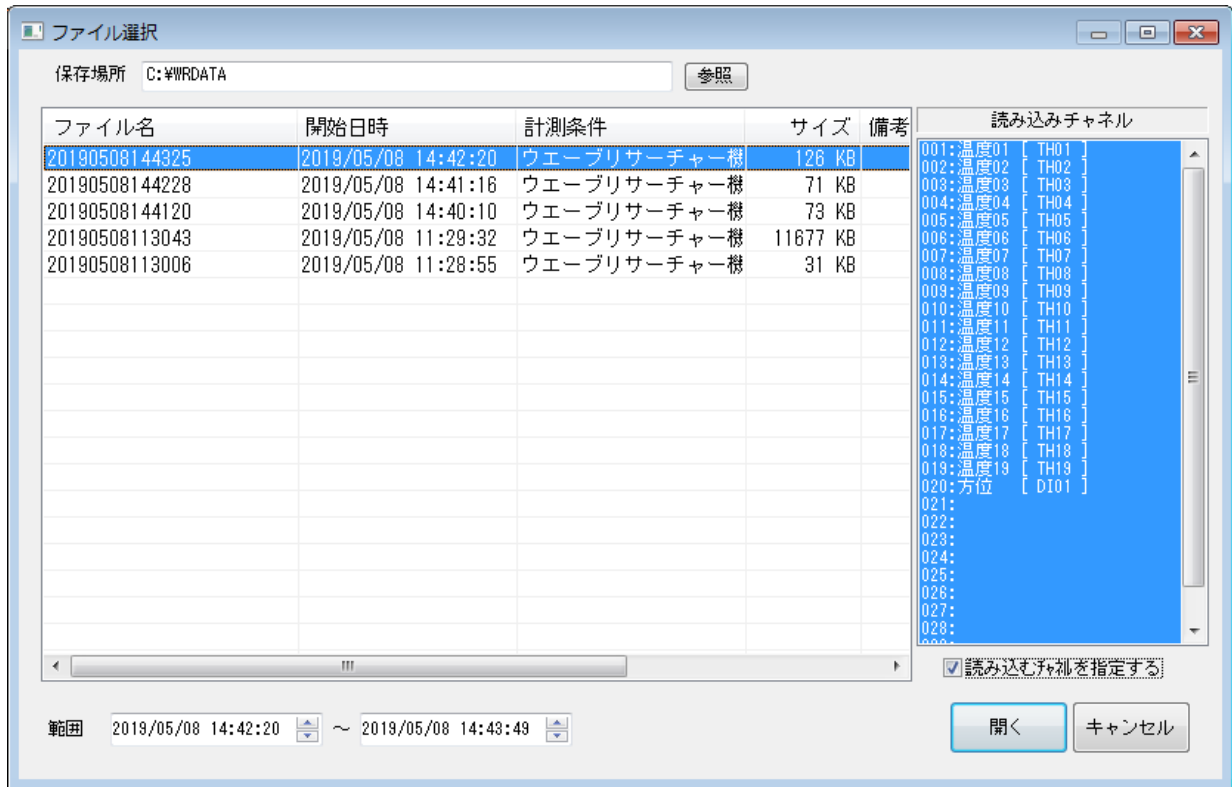 ファイル選択
保存場所 C:¥WRDATA 参照
ファイル名 開始日時 計測条件 サイズ 備考
20190508144325 2019/05/08 14:42:20 ウエーブリサーチャー機 126 KB
20190508144228 2019/05/08 14:41:16 ウエーブリサーチャー機 71 KB
20190508144120 2019/05/08 14:40:10 ウエーブリサーチャー機 73 KB
20190508113043 2019/05/08 11:29:32 ウエーブリサーチャー機 11677 KB
20190508113006 2019/05/08 11:28:55 ウエーブリサーチャー機 31 KB
読み込みチャネル
001:温度01 [ TH01 ]
002:温度02 [ TH02 ]
003:温度03 [ TH03 ]
004:温度04 [ TH04 ]
005:温度05 [ TH05 ]
006:温度06 [ TH06 ]
007:温度07 [ TH07 ]
008:温度08 [ TH08 ]
009:温度09 [ TH09 ]
010:温度10 [ TH10 ]
011:温度11 [ TH11 ]
012:温度12 [ TH12 ]
013:温度13 [ TH13 ]
014:温度14 [ TH14 ]
015:温度15 [ TH15 ]
016:温度16 [ TH16 ]
017:温度17 [ TH17 ]
018:温度18 [ TH18 ]
019:温度19 [ TH19 ]
020:方位 [ DI01 ]
021:
022:
023:
024:
025:
026:
027:
028:
読み込むﾁｬﾈﾙを指定する
範囲 2019/05/08 14:42:20 ～ 2019/05/08 14:43:49
開く キャンセル